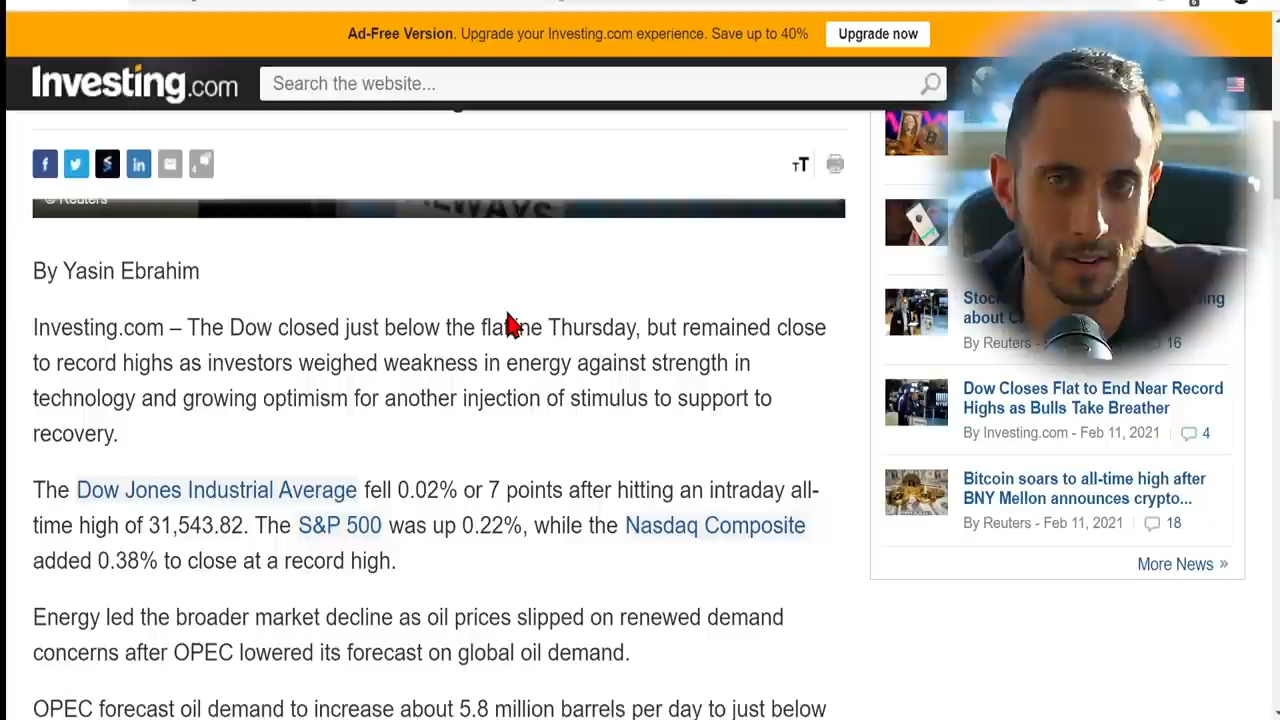 Ad-Free Version. Upgrade your Investing.com experience. Save up to 40% Upgrade now
Investing.com Search the website...
© Reuters
ALWAYS
By Yasin Ebrahim
Investing.com – The Dow closed just below the flatline Thursday, but remained close
to record highs as investors weighed weakness in energy against strength in
technology and growing optimism for another injection of stimulus to support to
recovery.
The Dow Jones Industrial Average fell 0.02% or 7 points after hitting an intraday all-
time high of 31,543.82. The S&P 500 was up 0.22%, while the Nasdaq Composite
added 0.38% to close at a record high.
Energy led the broader market decline as oil prices slipped on renewed demand
concerns after OPEC lowered its forecast on global oil demand.
OPEC forecast oil demand to increase about 5.8 million barrels per day to just below
about
By Reuters - 16
Dow Closes Flat to End Near Record
Highs as Bulls Take Breather
By Investing.com - Feb 11, 2021 4
Bitcoin soars to all-time high after
BNY Mellon announces crypto...
By Reuters - Feb 11, 2021 18
More News »